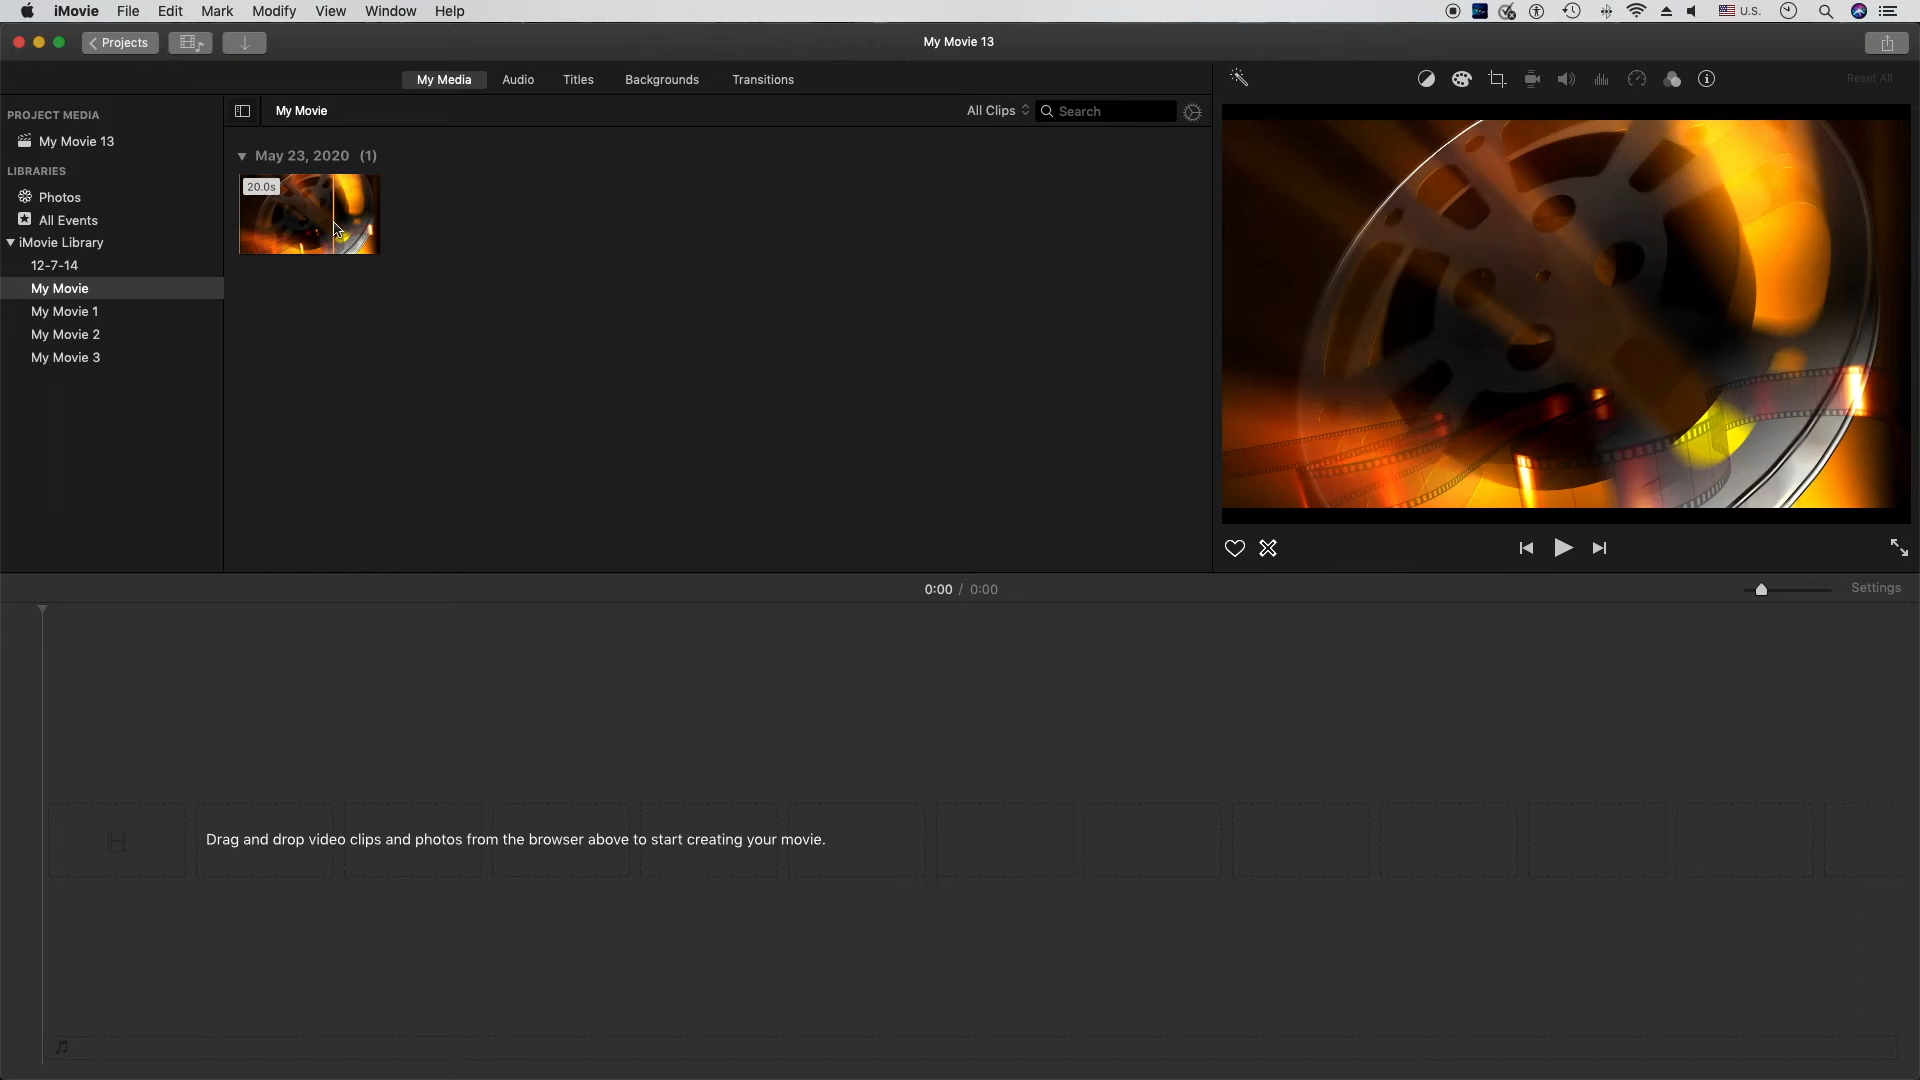 iMovie File Edit Mark Modify View Window Help U.S.
Projects My Movie 13
My Media Audio Titles Backgrounds Transitions Reset All
PROJECT MEDIA
My Movie 13
LIBRARIES
Photos
All Events
iMovie Library
12-7-14
My Movie
My Movie 1
My Movie 2
My Movie 3
My Movie All Clips Search
May 23, 2020 (1)
20.0s
0:00 / 0:00 Settings
Drag and drop video clips and photos from the browser above to start creating your movie.